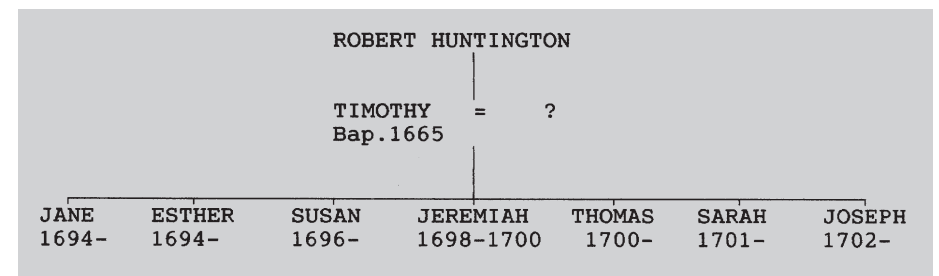 ROBERT HUNTINGTON
TIMOTHY = ?
Bap.1665
JANE ESTHER SUSAN JEREMIAH THOMAS SARAH JOSEPH
1694- 1694- 1696- 1698-1700 1700- 1701- 1702-